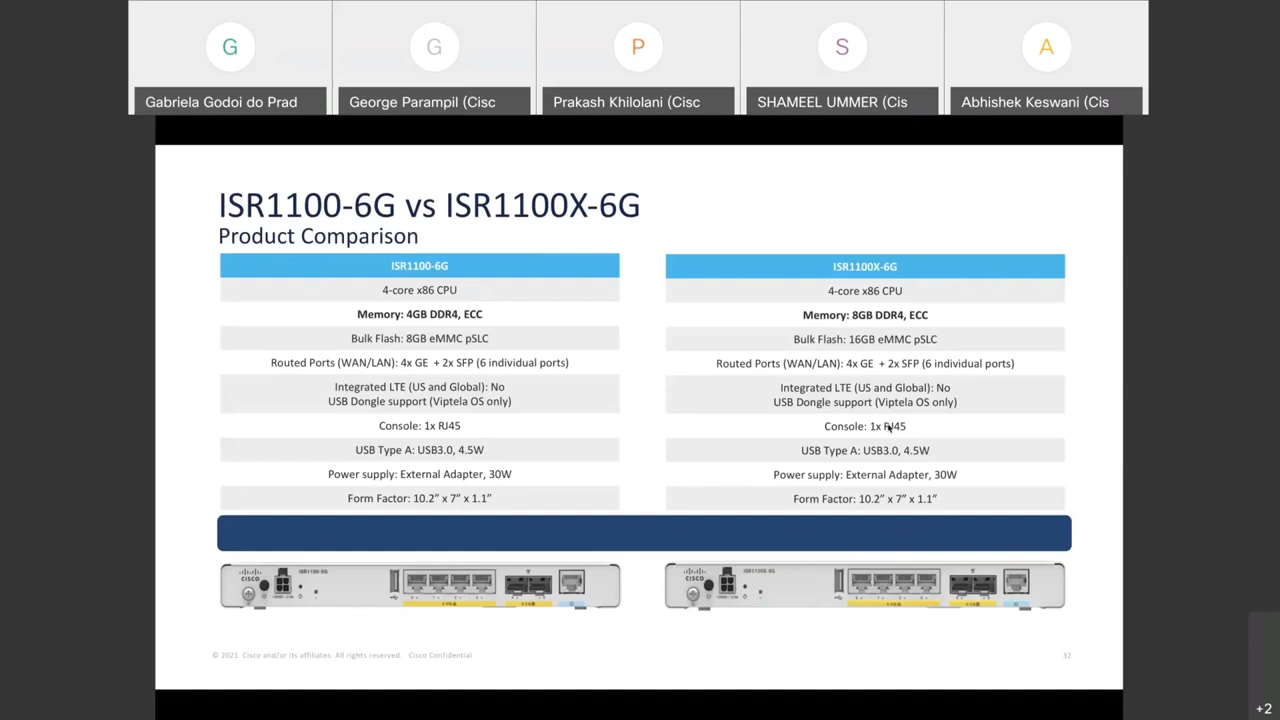 G
G
P
S
A
Gabriela Godoi do Prad
George Parampil (Cisc
Prakash Khilolani (Cisc
SHAMEEL UMMER (Cis
Abhishek Keswani (Cis
ISR1100-6G vs ISR1100X-6G
Product Comparison
ISR1100-6G
4-core x86 CPU
Memory: 4GB DDR4, ECC
Bulk Flash: 8GB eMMC pSLC
Routed Ports (WAN/LAN): 4x GE + 2x SFP (6 individual ports)
Integrated LTE (US and Global): No
USB Dongle support (Viptela OS only)
Console: 1x RJ45
USB Type A: USB3.0, 4.5W
Power supply: External Adapter, 30W
Form Factor: 10.2” x 7” x 1.1”
ISR1100X-6G
4-core x86 CPU
Memory: 8GB DDR4, ECC
Bulk Flash: 16GB eMMC pSLC
Routed Ports (WAN/LAN): 4x GE + 2x SFP (6 individual ports)
Integrated LTE (US and Global): No
USB Dongle support (Viptela OS only)
Console: 1x RJ45
USB Type A: USB3.0, 4.5W
Power supply: External Adapter, 30W
Form Factor: 10.2” x 7” x 1.1”
CISCO
ISR1100-6G
CISCO
ISR1100X-6G
© 2021 Cisco and/or its affiliates. All rights reserved. Cisco Confidential
32
+2